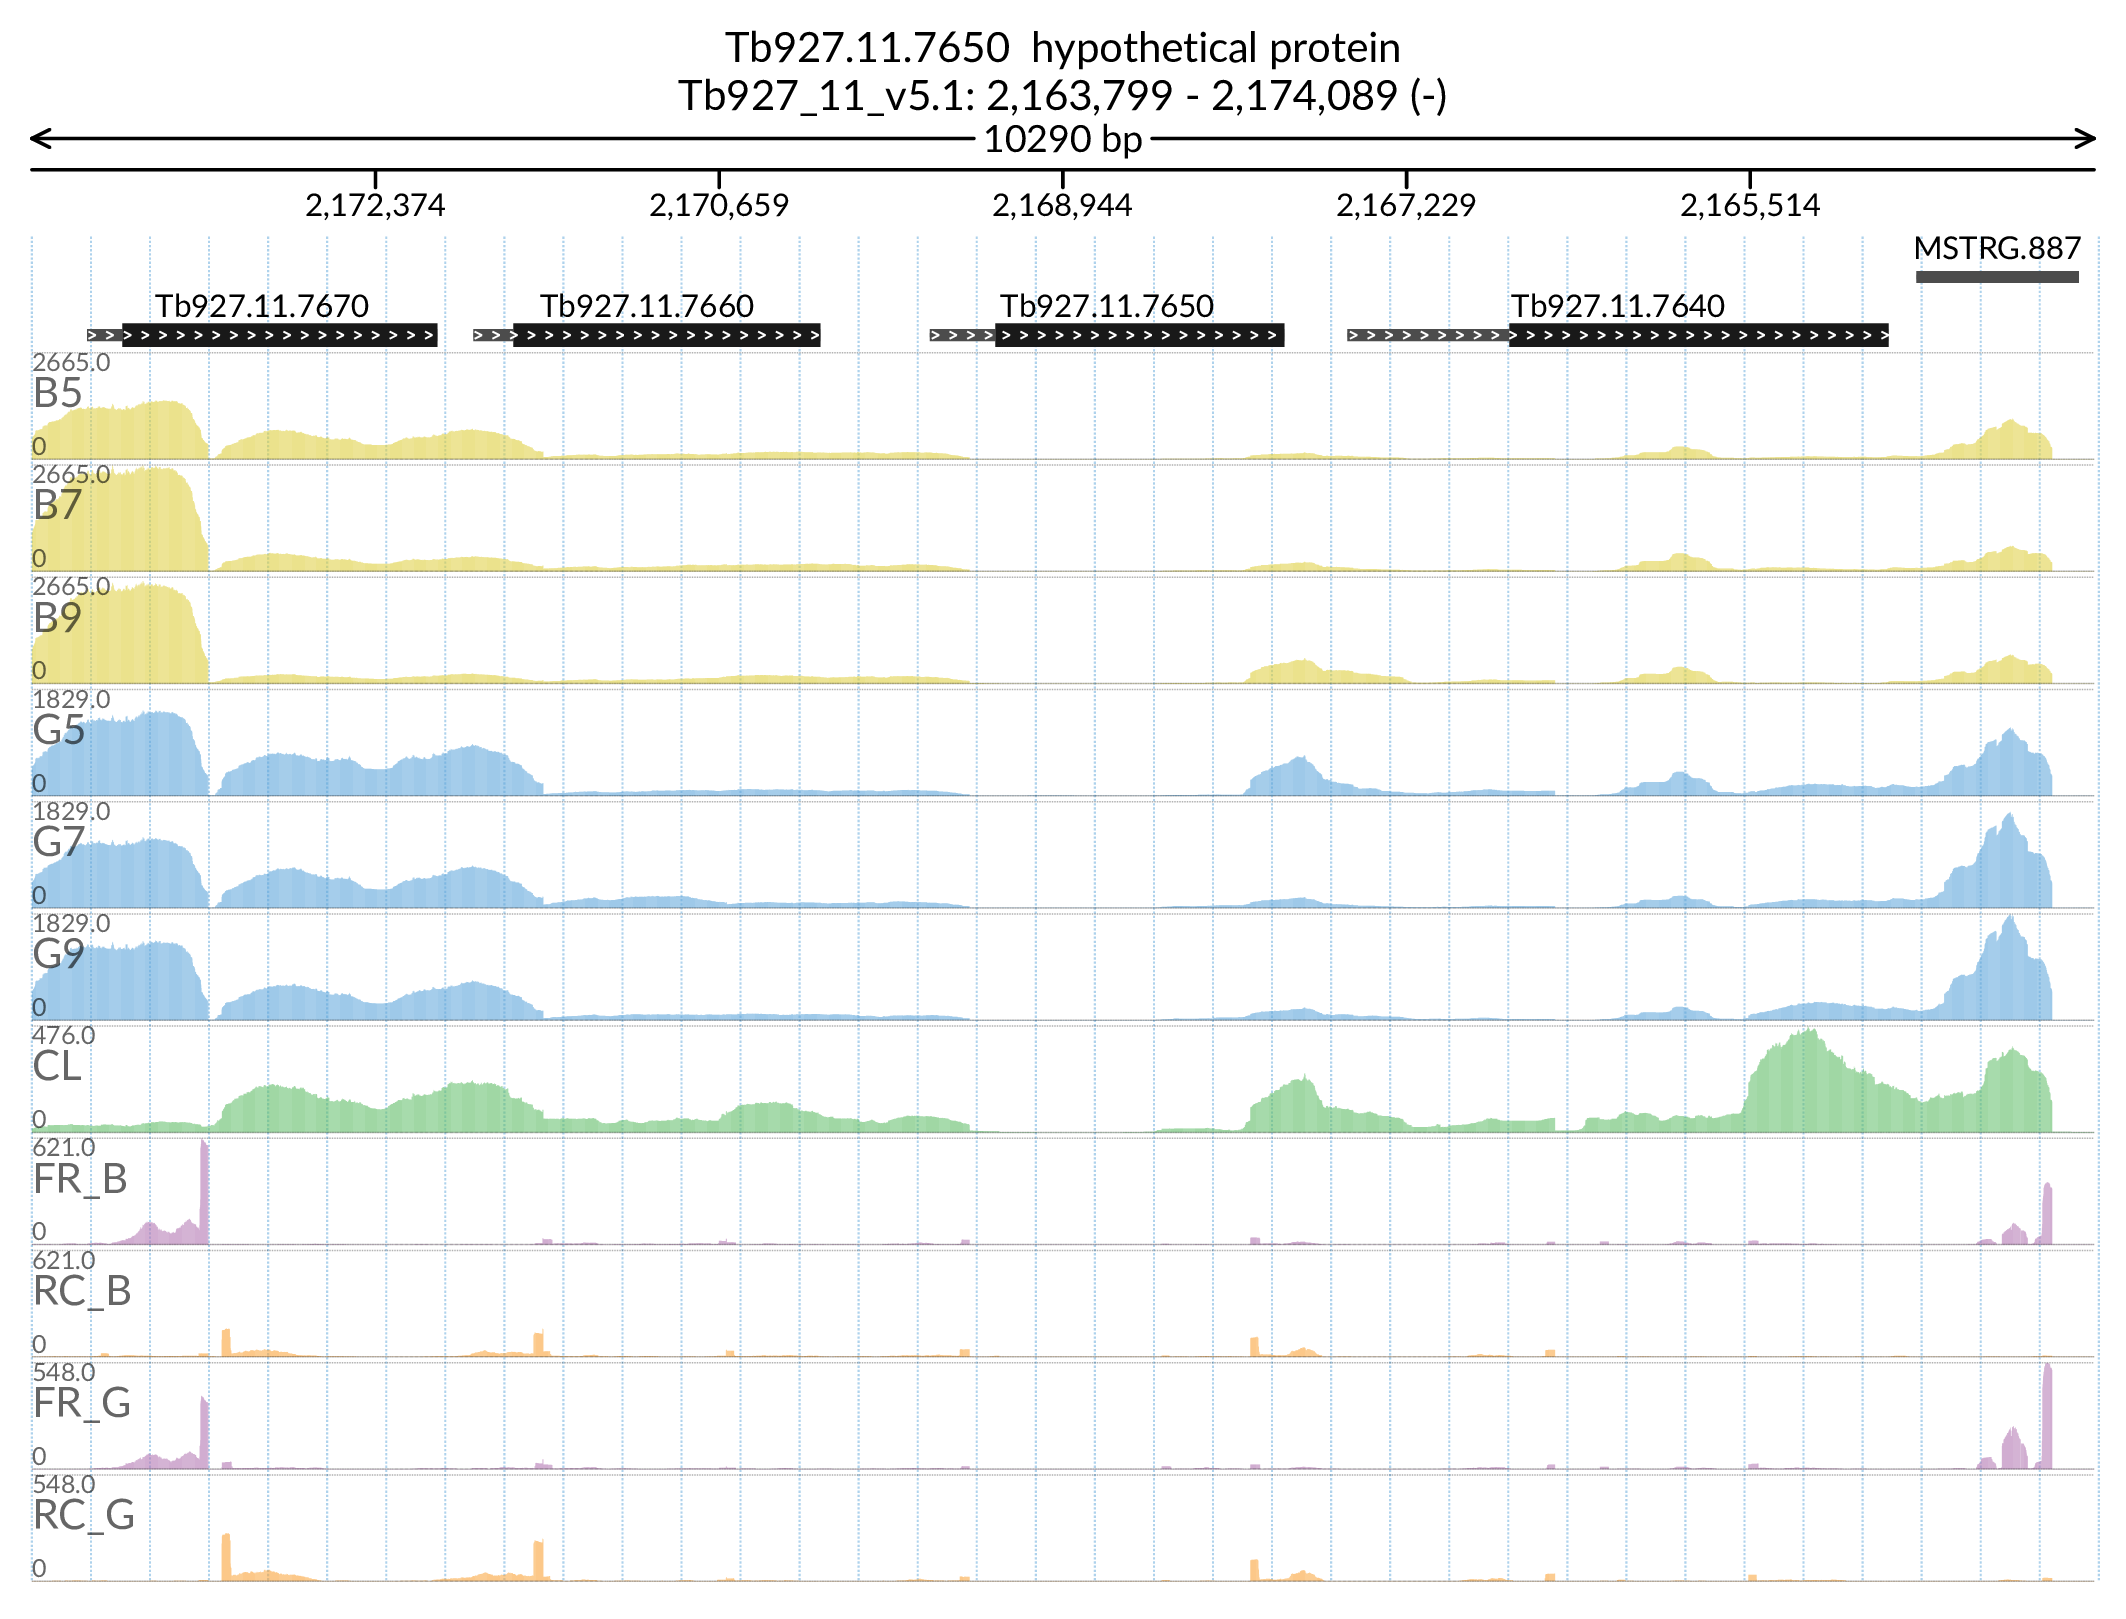 Tb927.11.7650 hypothetical protein
Tb927_11_v5.1: 2,163,799 - 2,174,089 (-)
10290 bp
2,172,374 2,170,659 2,168,944 2,167,229 2,165,514
MSTRG.887
Tb927.11.7670 Tb927.11.7660 Tb927.11.7650 Tb927.11.7640
2665.0
B5
0
2665.0
B7
0
2665.0
B9
0
1829.0
G5
0
1829.0
G7
0
1829.0
G9
0
476.0
CL
0
621.0
FR_B
0
621.0
RC_B
0
548.0
FR_G
0
548.0
RC_G
0